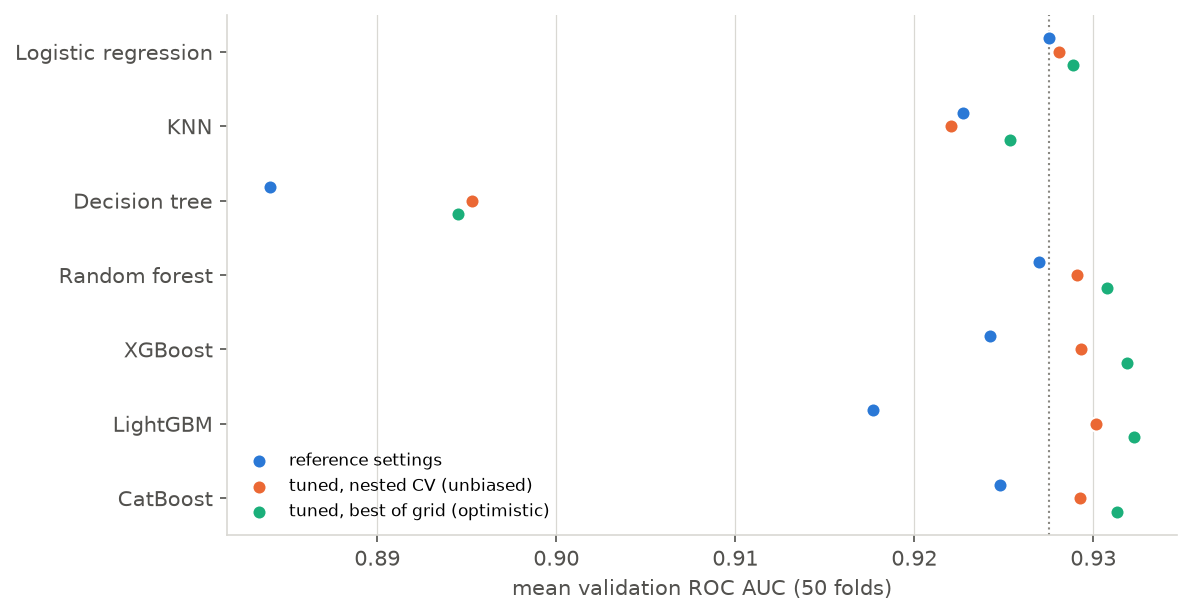 Logistic regression
KNN
Decision tree
Random forest
XGBoost
LightGBM
CatBoost
reference settings
tuned, nested CV (unbiased)
tuned, best of grid (optimistic)
0.89 0.90 0.91 0.92 0.93
mean validation ROC AUC (50 folds)